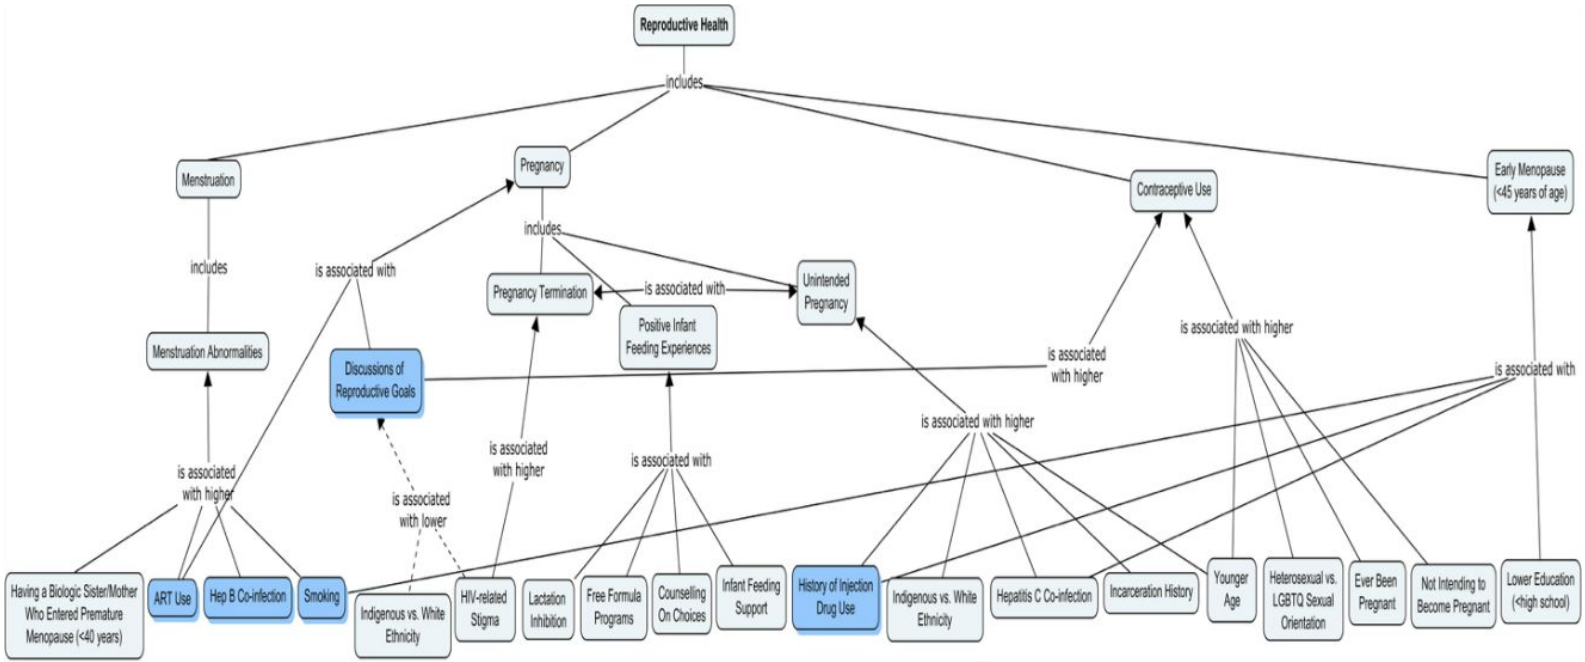 Reproductive Health
includes
Menstruation
Pregnancy
Contraceptive Use
Early Menopause
(<45 years of age)
includes
includes
is associated with
Pregnancy Termination
is associated with
Unintended
Pregnancy
Menstruation Abnormalities
Positive Infant
Feeding Experiences
is associated with higher
Discussions of
Reproductive Goals
is associated
with higher
is associated with
is associated
with higher
is associated
with lower
is associated
with higher
is associated with
is associated with higher
Having a Biologic Sister/Mother
Who Entered Premature
Menopause (<40 years)
ART Use
Hep B Co-infection
Smoking
Indigenous vs. White
Ethnicity
HIV-related
Stigma
Lactation
Inhibition
Free Formula
Programs
Counselling
On Choices
Infant Feeding
Support
History of Injection
Drug Use
Indigenous vs. White
Ethnicity
Hepatitis C Co-infection
Incarceration History
Younger
Age
Heterosexual vs.
LGBTQ Sexual
Orientation
Ever Been
Pregnant
Not Intending to
Become Pregnant
Lower Education
(<high school)